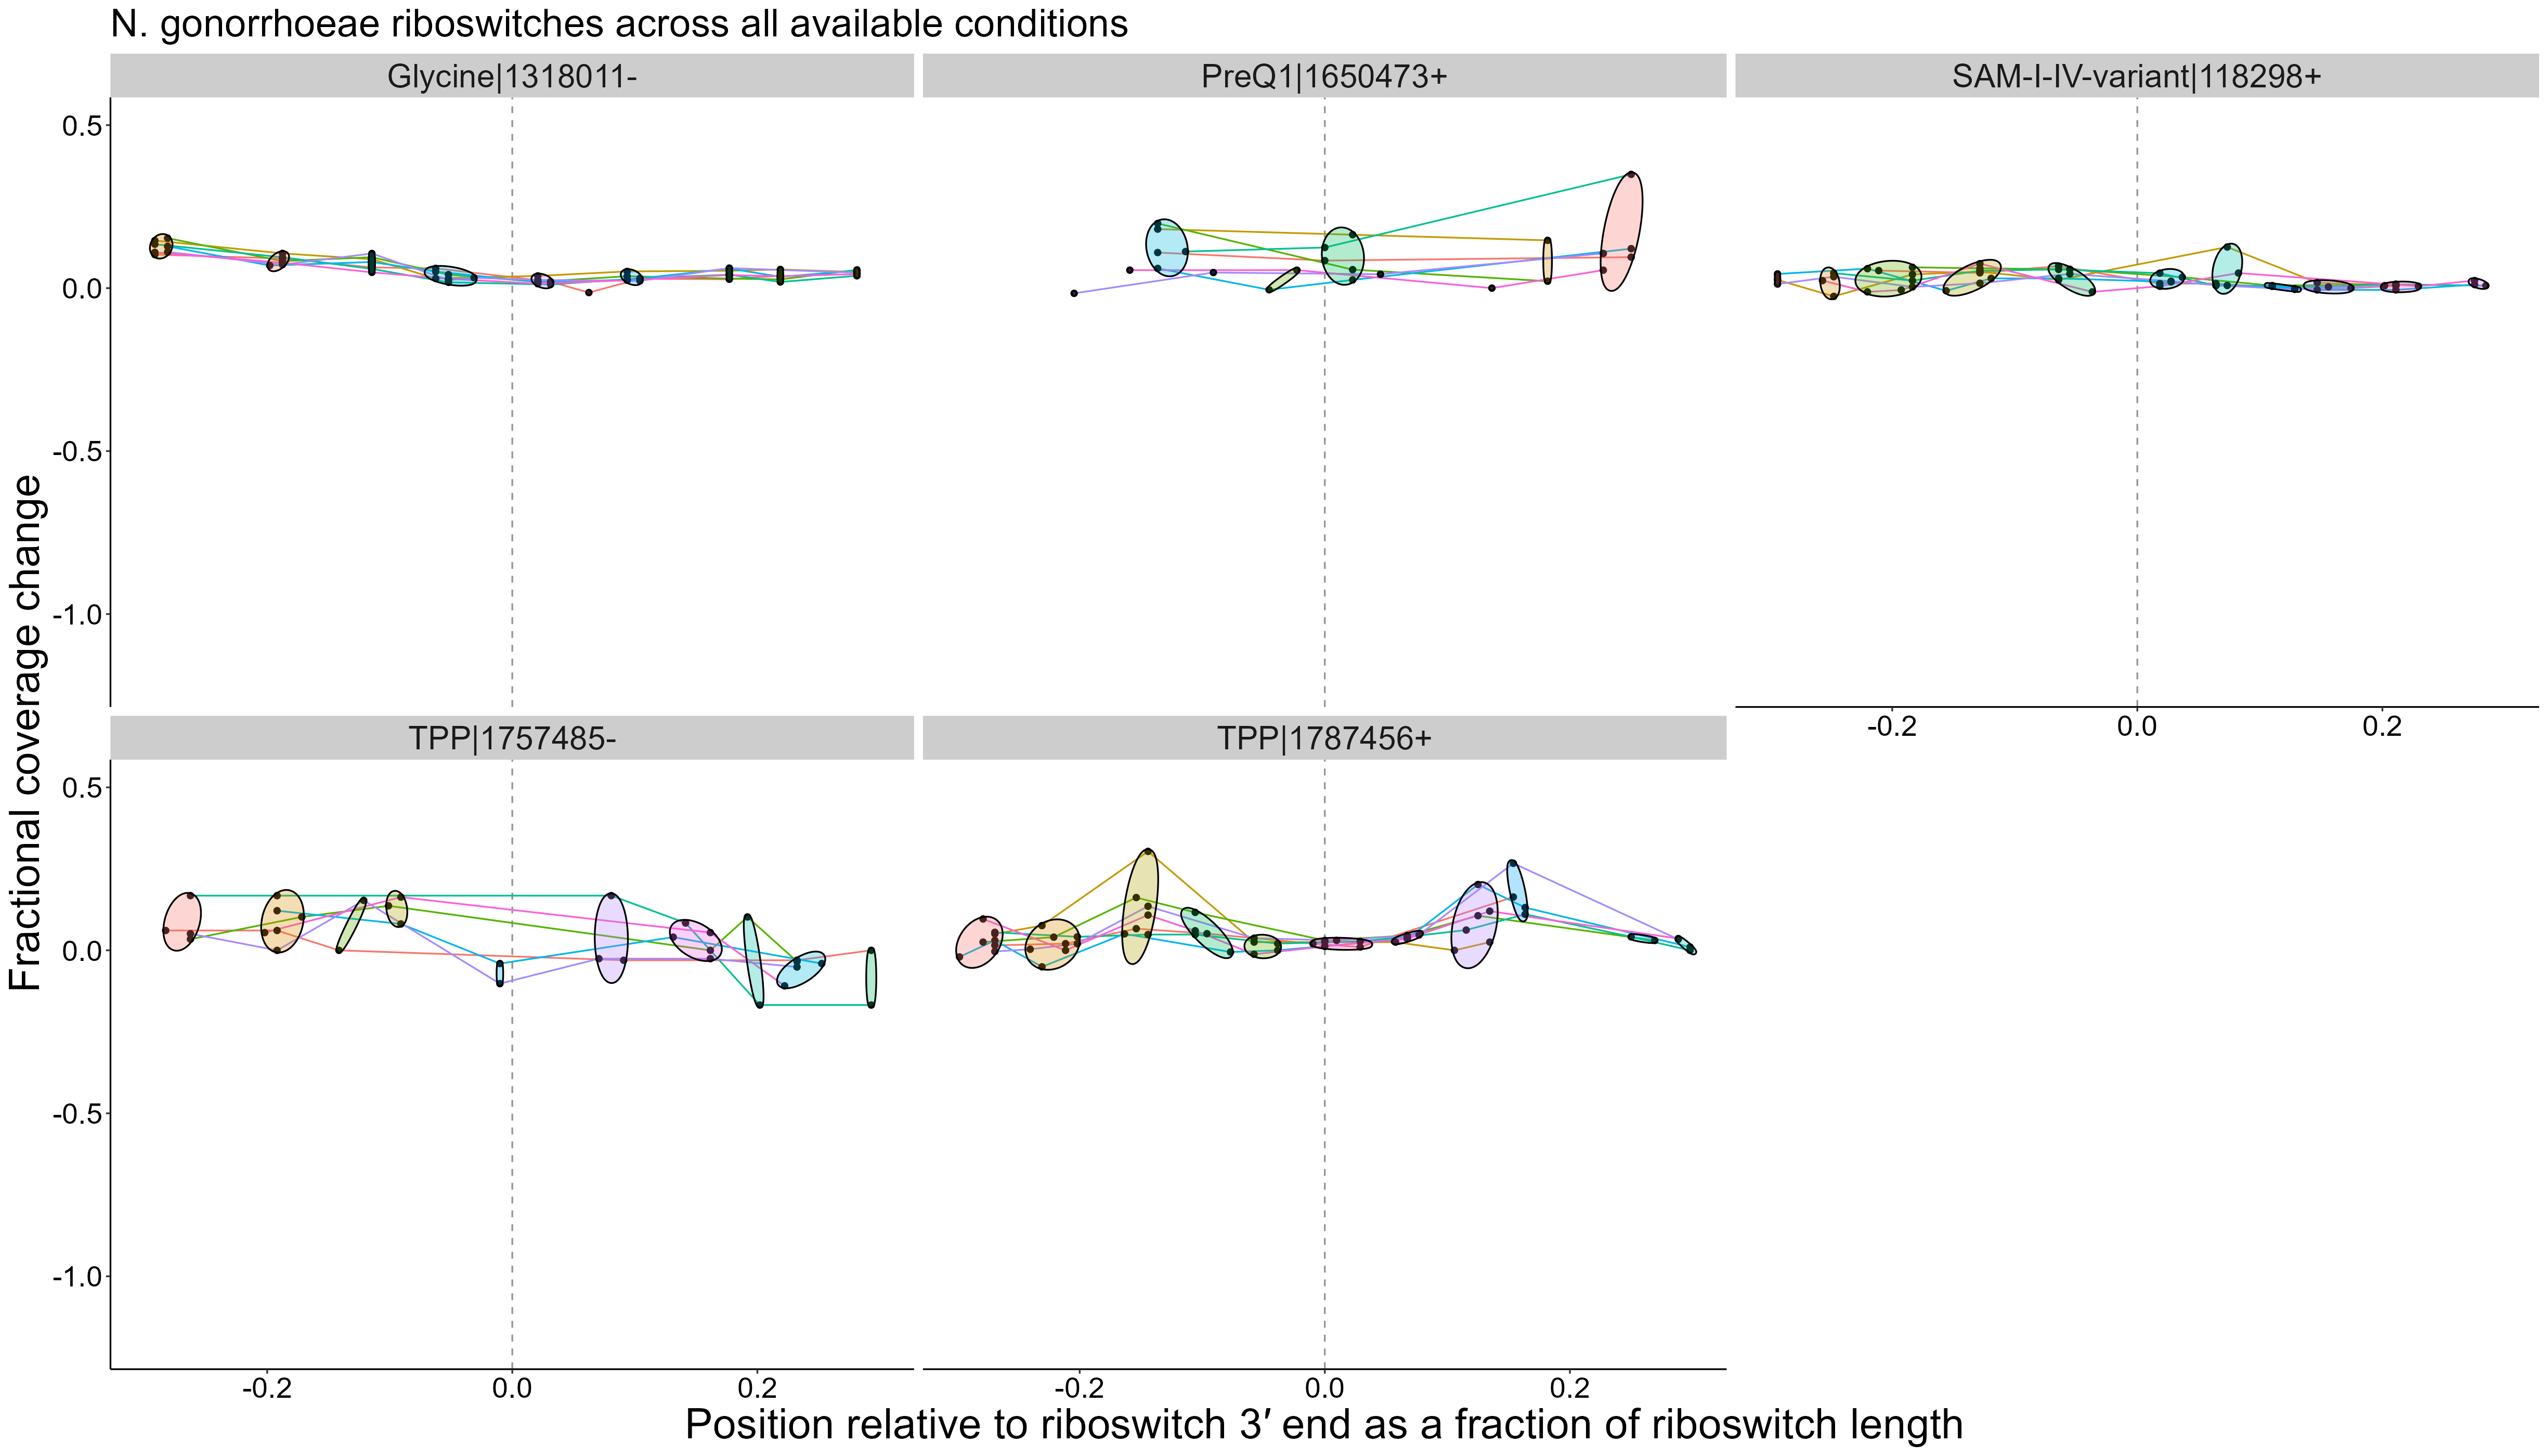 N. gonorrhoeae riboswitches across all available conditions
Glycine|1318011-
PreQ1|1650473+
SAM-I-IV-variant|118298+
0.5
0.0
-0.5
-1.0
-0.2 0.0 0.2
TPP|1757485-
TPP|1787456+
0.5
0.0
-0.5
-1.0
-0.2 0.0 0.2
-0.2 0.0 0.2
Fractional coverage change
Position relative to riboswitch 3′ end as a fraction of riboswitch length